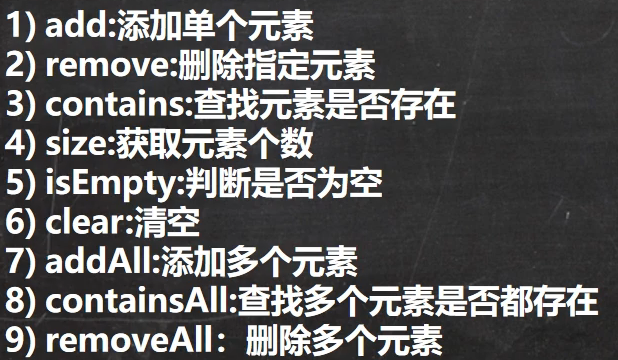 1) add:添加单个元素
2) remove:删除指定元素
3) contains:查找元素是否存在
4) size:获取元素个数
5) isEmpty:判断是否为空
6) clear:清空
7) addAll:添加多个元素
8) containsAll:查找多个元素是否都存在
9) removeAll：删除多个元素